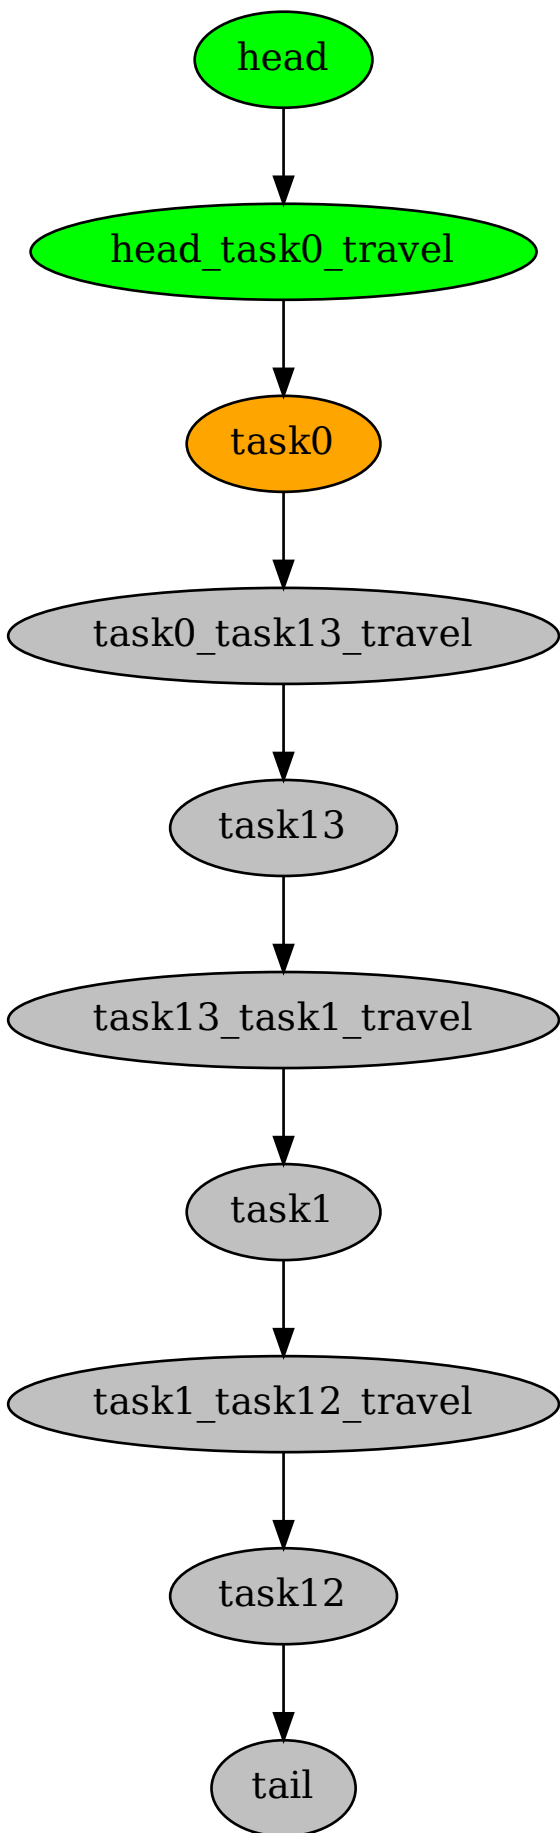 head
head_task0_travel
task0
task0_task13_travel
task13
task13_task1_travel
task1
task1_task12_travel
task12
tail